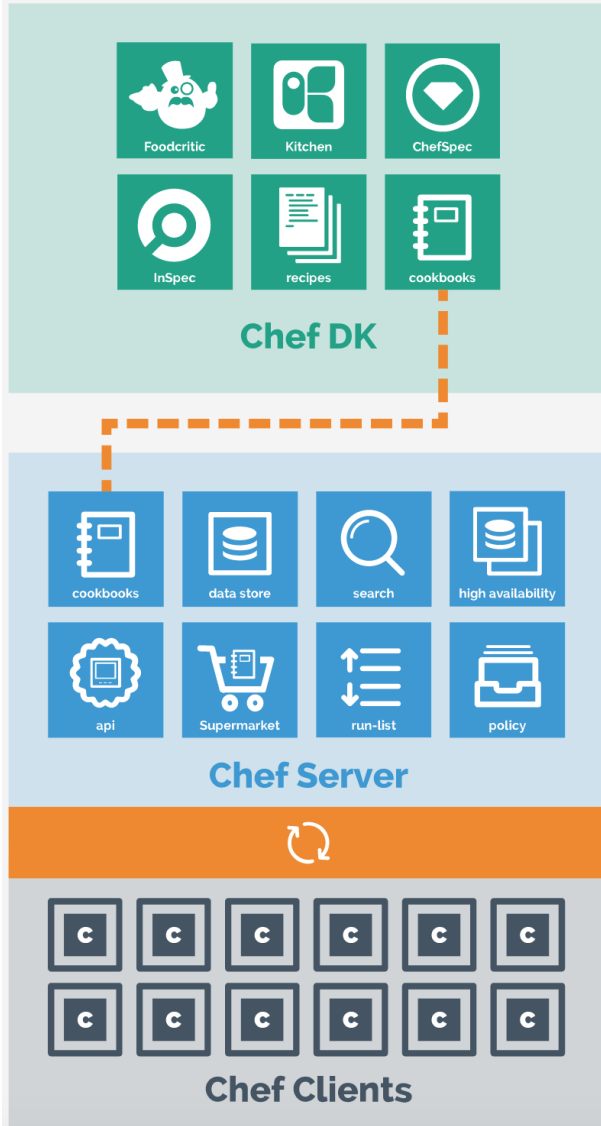 Foodcritic
Kitchen
ChefSpec
InSpec
recipes
cookbooks
Chef DK
cookbooks
data store
search
high availability
api
Supermarket
run-list
policy
Chef Server
C C C C C C
C C C C C C
Chef Clients